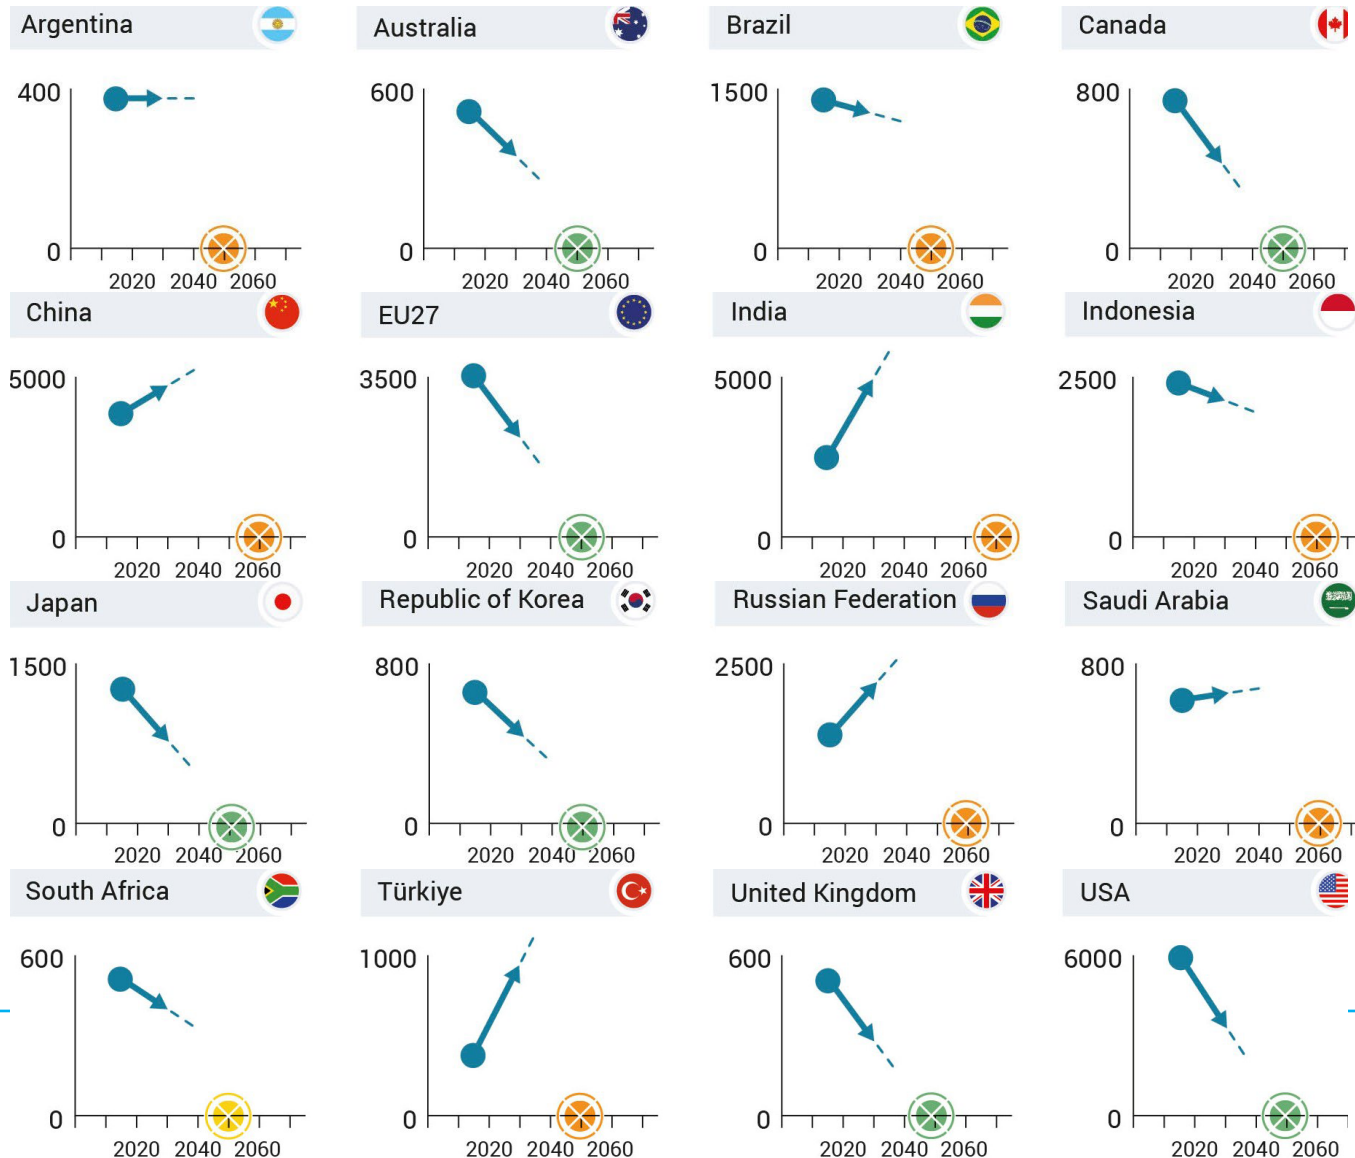 Argentina
Australia
Brazil
Canada
400
600
1500
800
0
0
0
0
2020 2040 2060
2020 2040 2060
2020 2040 2060
2020 2040 2060
China
EU27
India
Indonesia
5000
3500
5000
2500
0
0
0
0
2020 2040 2060
2020 2040 2060
2020 2040 2060
2020 2040 2060
Japan
Republic of Korea
Russian Federation
Saudi Arabia
1500
800
2500
800
0
0
0
0
2020 2040 2060
2020 2040 2060
2020 2040 2060
2020 2040 2060
South Africa
Türkiye
United Kingdom
USA
600
1000
600
6000
0
0
0
0
2020 2040 2060
2020 2040 2060
2020 2040 2060
2020 2040 2060